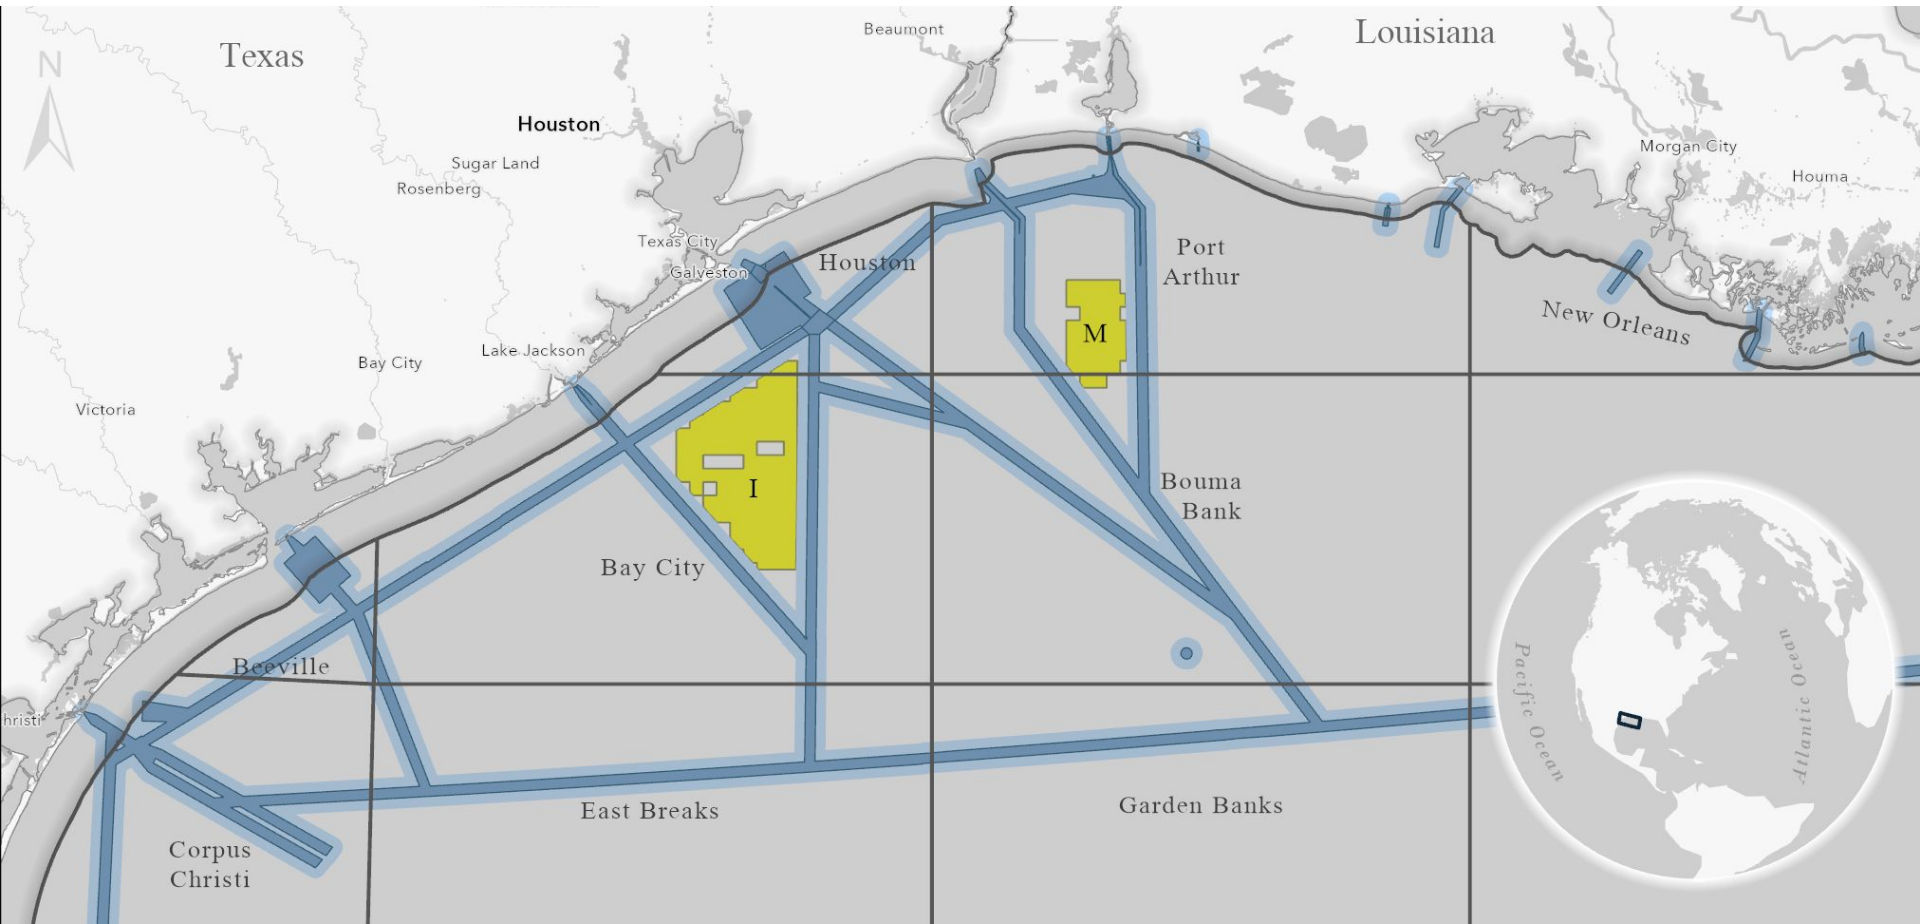 Texas
Beaumont
Louisiana
N
Houston
Sugar Land
Rosenberg
Morgan City
Houma
Texas City
Galveston
Houston
Port
Arthur
Bay City
Lake Jackson
M
New Orleans
Victoria
I
Bouma
Bank
Bay City
Beeville
hristi
East Breaks
Garden Banks
Corpus
Christi
Pacific Ocean
Atlantic Ocean